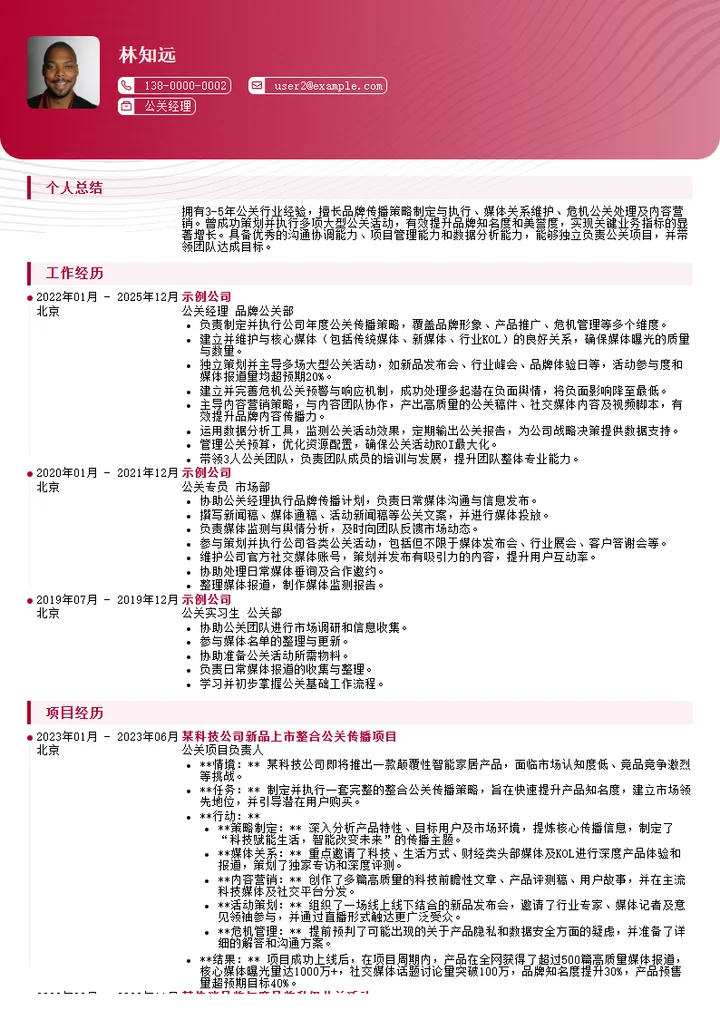 林知远
138-0000-0002
user2@example.com
公关经理
个人总结
拥有3-5年公关行业经验，擅长品牌传播策略制定与执行、媒体关系维护、危机公关处理及内容营
销。曾成功策划并执行多项大型公关活动，有效提升品牌知名度和美誉度，实现关键业务指标的显
著增长。具备优秀的沟通协调能力、项目管理能力和数据分析能力，能够独立负责公关项目，并带
领团队达成目标。
工作经历
2022年01月 - 2025年12月 示例公司
北京 公关经理 品牌公关部
• 负责制定并执行公司年度公关传播策略，覆盖品牌形象、产品推广、危机管理等多个维度。
• 建立并维护与核心媒体（包括传统媒体、新媒体、行业KOL）的良好关系，确保媒体曝光的质量
与数量。
• 独立策划并主导多场大型公关活动，如新品发布会、行业峰会、品牌体验日等，活动参与度和
媒体报道量均超预期20%。
• 建立并完善危机公关预警与响应机制，成功处理多起潜在负面舆情，将负面影响降至最低。
• 主导内容营销策略，与内容团队协作，产出高质量的公关稿件、社交媒体内容及视频脚本，有
效提升品牌内容传播力。
• 运用数据分析工具，监测公关活动效果，定期输出公关报告，为公司战略决策提供数据支持。
• 管理公关预算，优化资源配置，确保公关活动ROI最大化。
• 带领3人公关团队，负责团队成员的培训与发展，提升团队整体专业能力。
2020年01月 - 2021年12月 示例公司
北京 公关专员 市场部
• 协助公关经理执行品牌传播计划，负责日常媒体沟通与信息发布。
• 撰写新闻稿、媒体通稿、活动新闻稿等公关文案，并进行媒体投放。
• 负责媒体监测与舆情分析，及时向团队反馈市场动态。
• 参与策划并执行公司各类公关活动，包括但不限于媒体发布会、行业展会、客户答谢会等。
• 维护公司官方社交媒体账号，策划并发布有吸引力的内容，提升用户互动率。
• 协助处理日常媒体垂询及合作邀约。
• 整理媒体报道，制作媒体监测报告。
2019年07月 - 2019年12月 示例公司
北京 公关实习生 公关部
• 协助公关团队进行市场调研和信息收集。
• 参与媒体名单的整理与更新。
• 协助准备公关活动所需物料。
• 负责日常媒体报道的收集与整理。
• 学习并初步掌握公关基础工作流程。
项目经历
2023年01月 - 2023年06月 某科技公司新品上市整合公关传播项目
北京 公关项目负责人
• **情境：** 某科技公司即将推出一款颠覆性智能家居产品，面临市场认知度低、竞品竞争激烈
等挑战。
• **任务：** 制定并执行一套完整的整合公关传播策略，旨在快速提升产品知名度，建立市场领
先地位，并引导潜在用户购买。
• **行动：**
• **策略制定：** 深入分析产品特性、目标用户及市场环境，提炼核心传播信息，制定了
“科技赋能生活，智能改变未来”的传播主题。
• **媒体关系：** 重点邀请了科技、生活方式、财经类头部媒体及KOL进行深度产品体验和
报道，策划了独家专访和深度评测。
• **内容营销：** 创作了多篇高质量的科技前瞻性文章、产品评测稿、用户故事，并在主流
科技媒体及社交平台分发。
• **活动策划：** 组织了一场线上线下结合的新品发布会，邀请了行业专家、媒体记者及意
见领袖参与，并通过直播形式触达更广泛受众。
• **危机管理：** 提前预判了可能出现的关于产品隐私和数据安全方面的疑虑，并准备了详
细的解答和沟通方案。
• **结果：** 项目成功上线后，在项目周期内，产品在全网获得了超过500篇高质量媒体报道，
核心媒体曝光量达1000万+，社交媒体话题讨论量突破100万，品牌知名度提升30%，产品预售
量超预期目标40%。